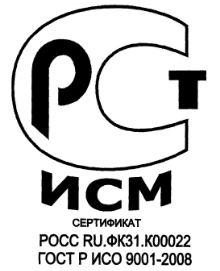 РСТ
ИСМ
СЕРТИФИКАТ
РОСС RU.ФК31.К00022
ГОСТ Р ИСО 9001-2008